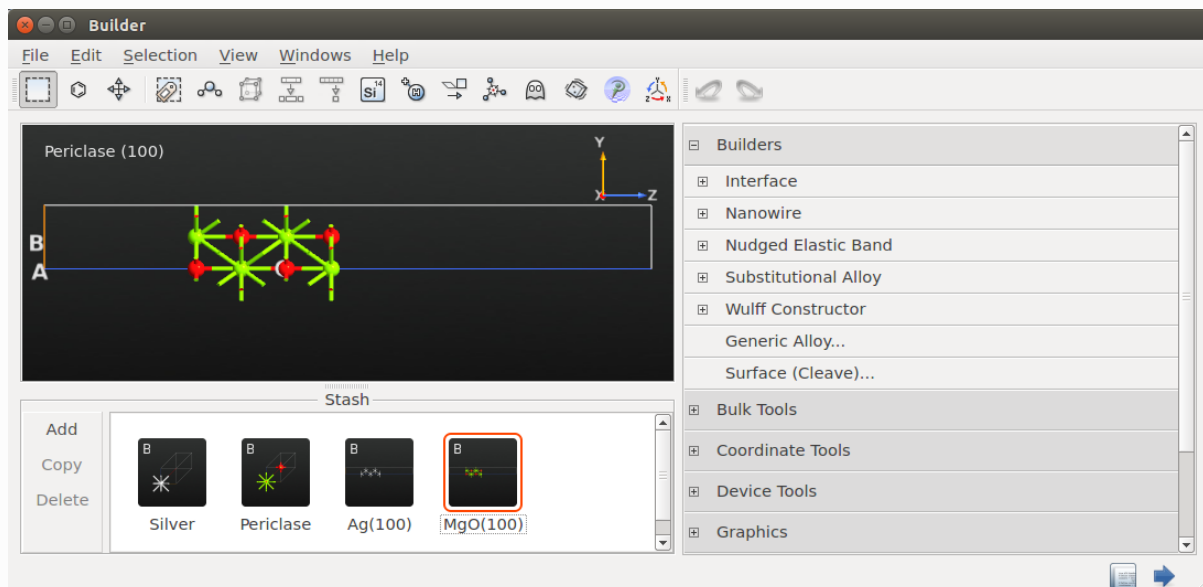 Builder
File Edit Selection View Windows Help
Si 14
H
P
Y
Z X
Periclase (100)
Y
X Z
B
A
C
Stash
Add
Copy
Delete
B
Silver
B
Periclase
B
Ag(100)
B
MgO(100)
Builders
Interface
Nanowire
Nudged Elastic Band
Substitutional Alloy
Wulff Constructor
Generic Alloy...
Surface (Cleave)...
Bulk Tools
Coordinate Tools
Device Tools
Graphics